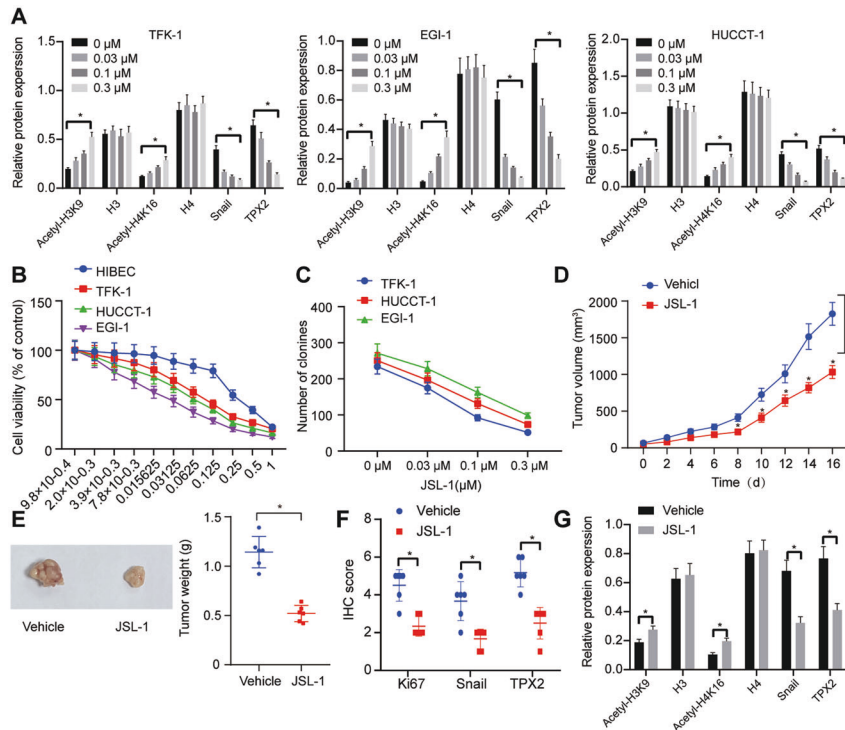 A
TFK-1
Relative protein experssion
1.5
1.0
0.5
0.0
0 μM
0.03 μM
0.1 μM
0.3 μM
*
*
*
*
Acetyl-H3K9
H3
Acetyl-H4K16
H4
Snail
TPX2
EGI-1
Relative protein experssion
1.0
0.8
0.6
0.4
0.2
0.0
0 μM
0.03 μM
0.1 μM
0.3 μM
*
*
*
*
Acetyl-H3K9
H3
Acetyl-H4K16
H4
Snail
TPX2
HUCCT-1
Relative protein experssion
2.0
1.5
1.0
0.5
0.0
0 μM
0.03 μM
0.1 μM
0.3 μM
*
*
*
*
Acetyl-H3K9
H3
Acetyl-H4K16
H4
Snail
TPX2
B
HIBEC
TFK-1
HUCCT-1
EGI-1
Cell viability (% of control)
150
100
50
0
9.8×10-0.4
2.0×10-0.3
3.9×10-0.3
7.8×10-0.3
0.015625
0.03125
0.0625
0.125
0.25
0.5
1
C
TFK-1
HUCCT-1
EGI-1
Number of clonines
400
300
200
100
0
0 μM
0.03 μM
0.1 μM
0.3 μM
JSL-1(μM)
D
Vehicl
JSL-1
Tumor volume (mm³)
2000
1500
1000
500
0
*
*
*
*
*
0
2
4
6
8
10
12
14
16
Time (d)
E
Vehicle
JSL-1
Tumor weight (g)
1.5
1.0
0.5
0.0
*
Vehicle
JSL-1
F
Vehicle
JSL-1
IHC score
8
6
4
2
0
*
*
*
Ki67
Snail
TPX2
G
Vehicle
JSL-1
Relative protein experssion
1.0
0.8
0.6
0.4
0.2
0.0
*
*
*
*
Acetyl-H3K9
H3
Acetyl-H4K16
H4
Snail
TPX2